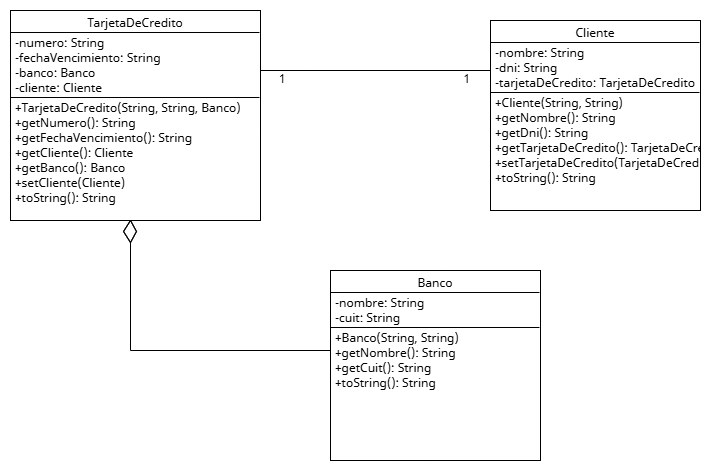 TarjetaDeCredito
-numero: String
-fechaVencimiento: String
-banco: Banco
-cliente: Cliente
+TarjetaDeCredito(String, String, Banco)
+getNumero(): String
+getFechaVencimiento(): String
+getCliente(): Cliente
+getBanco(): Banco
+setCliente(Cliente)
+toString(): String
1
1
Cliente
-nombre: String
-dni: String
-tarjetaDeCredito: TarjetaDeCredito
+Cliente(String, String)
+getNombre(): String
+getDni(): String
+getTarjetaDeCredito(): TarjetaDeCre
+setTarjetaDeCredito(TarjetaDeCred
+toString(): String
Banco
-nombre: String
-cuit: String
+Banco(String, String)
+getNombre(): String
+getCuit(): String
+toString(): String